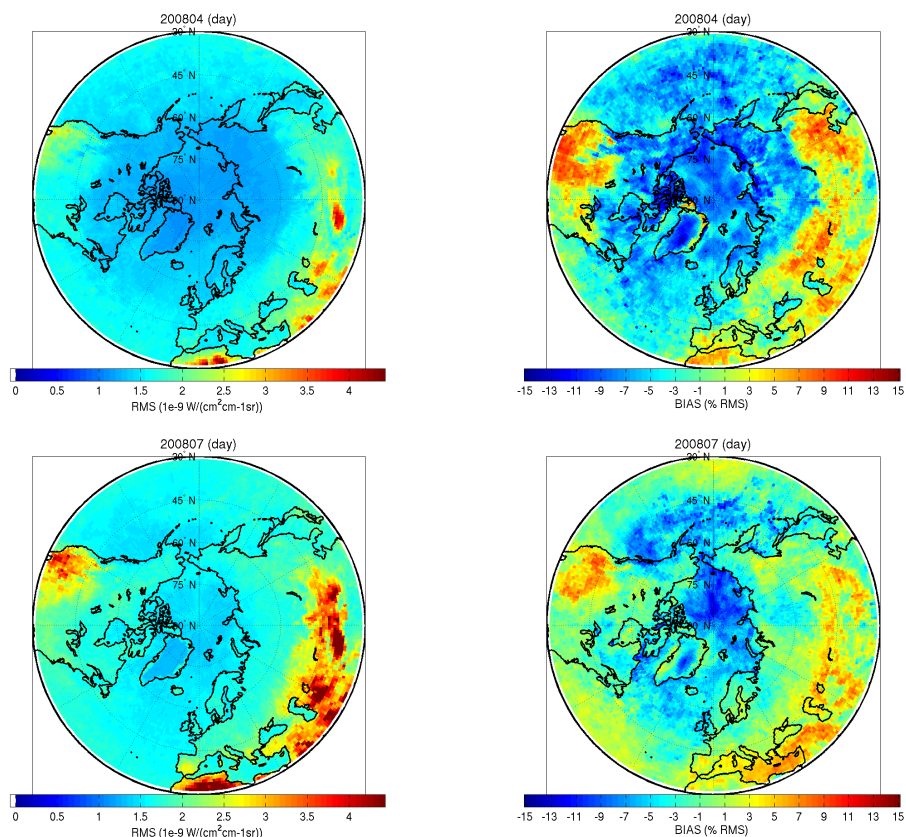 200804 (day)
200804 (day)
30° N
45° N
60° N
75° N
90° N
30° N
45° N
60° N
75° N
90° N
0 0.5 1 1.5 2 2.5 3 3.5 4
RMS (1e-9 W/(cm²cm-1sr))
-15 -13 -11 -9 -7 -5 -3 -1 1 3 5 7 9 11 13 15
BIAS (% RMS)
200807 (day)
200807 (day)
30° N
45° N
60° N
75° N
90° N
30° N
45° N
60° N
75° N
90° N
0 0.5 1 1.5 2 2.5 3 3.5 4
RMS (1e-9 W/(cm²cm-1sr))
-15 -13 -11 -9 -7 -5 -3 -1 1 3 5 7 9 11 13 15
BIAS (% RMS)